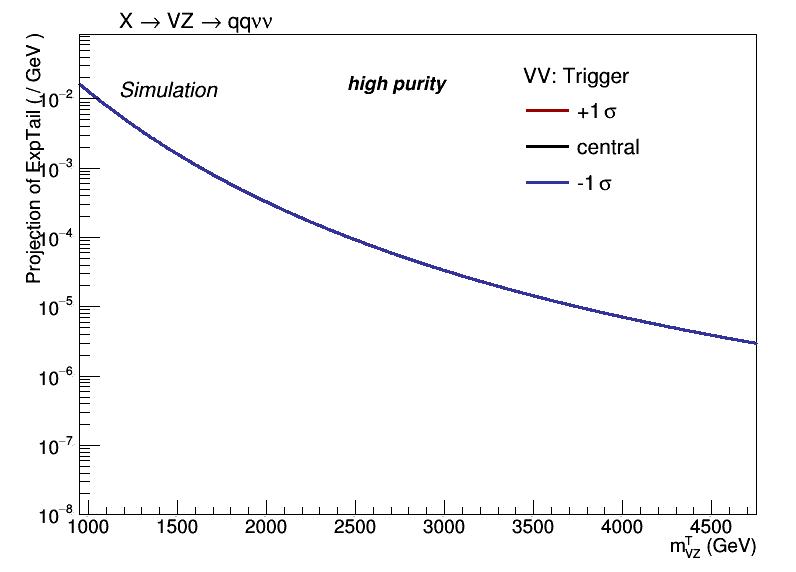 X → VZ → qqνν
Projection of ExpTail ( / GeV )
Simulation
high purity
VV: Trigger
+1 σ
central
-1 σ
10⁻²
10⁻³
10⁻⁴
10⁻⁵
10⁻⁶
10⁻⁷
10⁻⁸
1000 1500 2000 2500 3000 3500 4000 4500
m^T_VZ (GeV)